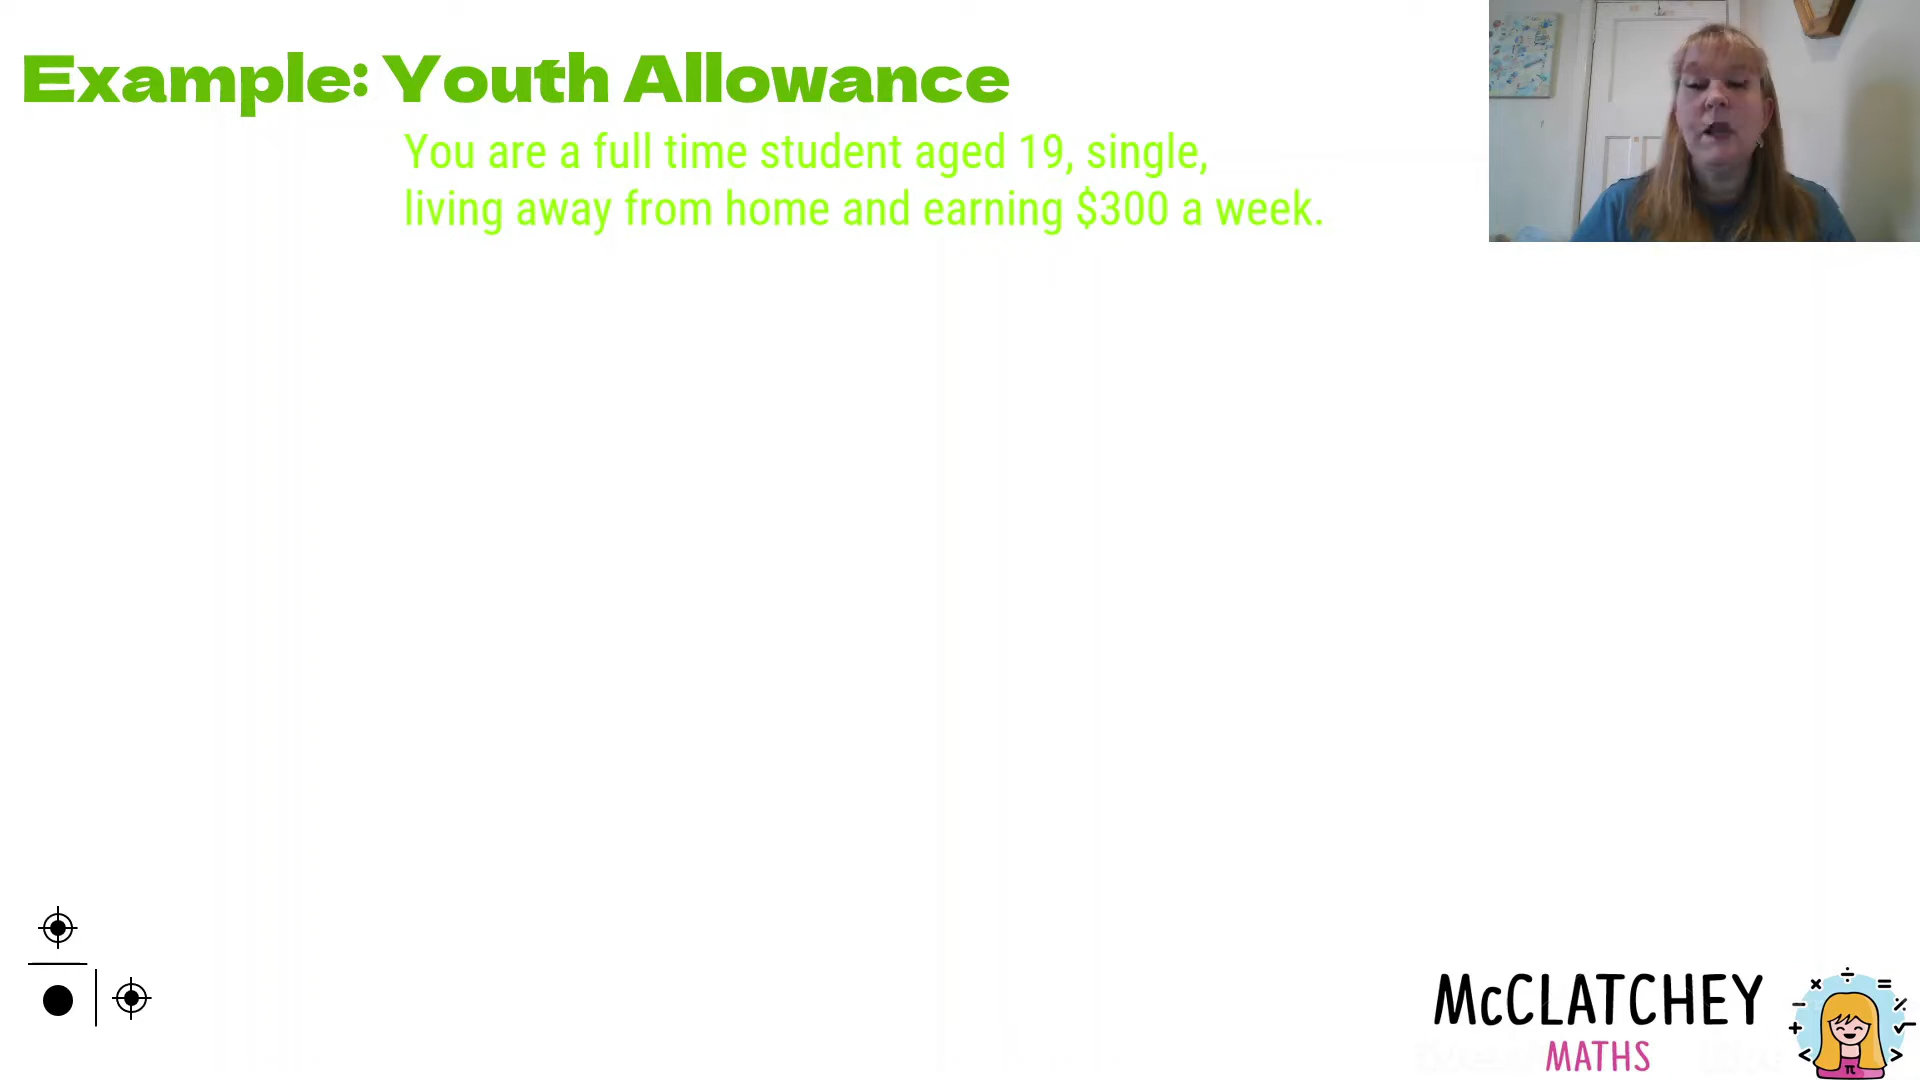 Example: Youth Allowance
You are a full time student aged 19, single,
living away from home and earning $300 a week.
McCLATCHEY
MATHS